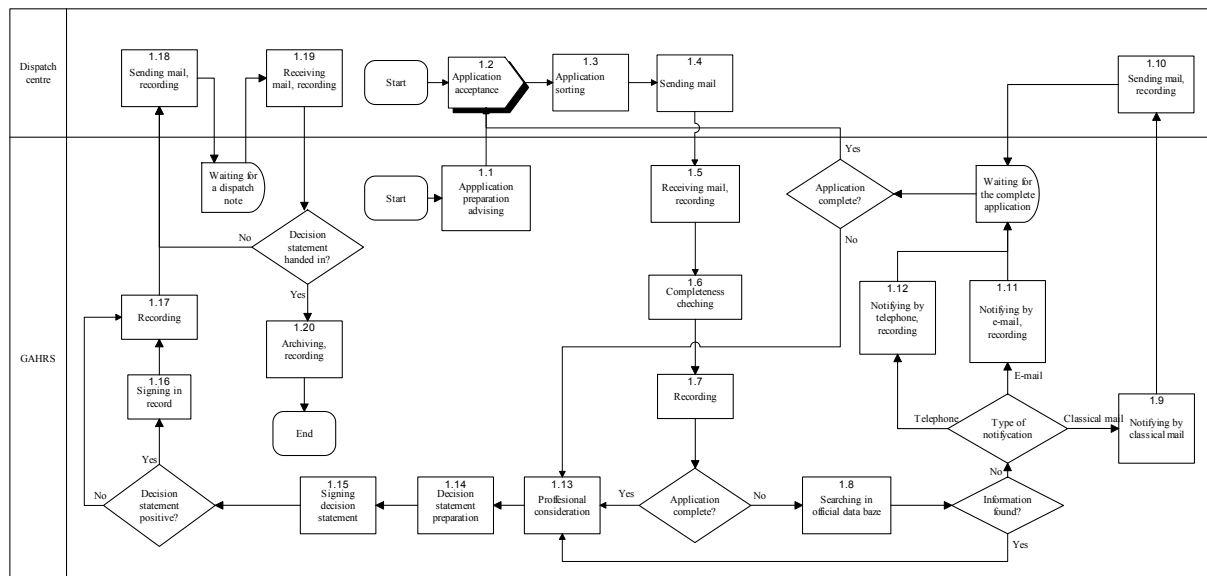 Dispatch
centre
1.18
Sending mail,
recording
1.19
Receiving
mail, recording
Start
1.2
Application
acceptance
1.3
Application
sorting
1.4
Sending mail
1.10
Sending mail,
recording
GAHRS
Waiting for
a dispatch
note
Start
1.1
Appplication
preparation
advising
1.5
Receiving mail,
recording
Yes
Application
complete?
No
Waiting for
the complete
application
No
Decision
statement
handed in?
Yes
1.6
Completeness
cheching
1.12
Notifying by
telephone,
recording
1.11
Notifying by
e-mail,
recording
1.17
Recording
1.20
Archiving,
recording
1.16
Signing in
record
End
1.7
Recording
E-mail
Telephone
Type of
notifycation
Classical mail
1.9
Notifying by
classical mail
No
Yes
No
Decision
statement
positive?
1.15
Signing
decision
statement
1.14
Decision
statement
preparation
1.13
Proffesional
consideration
Yes
Application
complete?
No
1.8
Searching in
official data baze
Information
found?
Yes